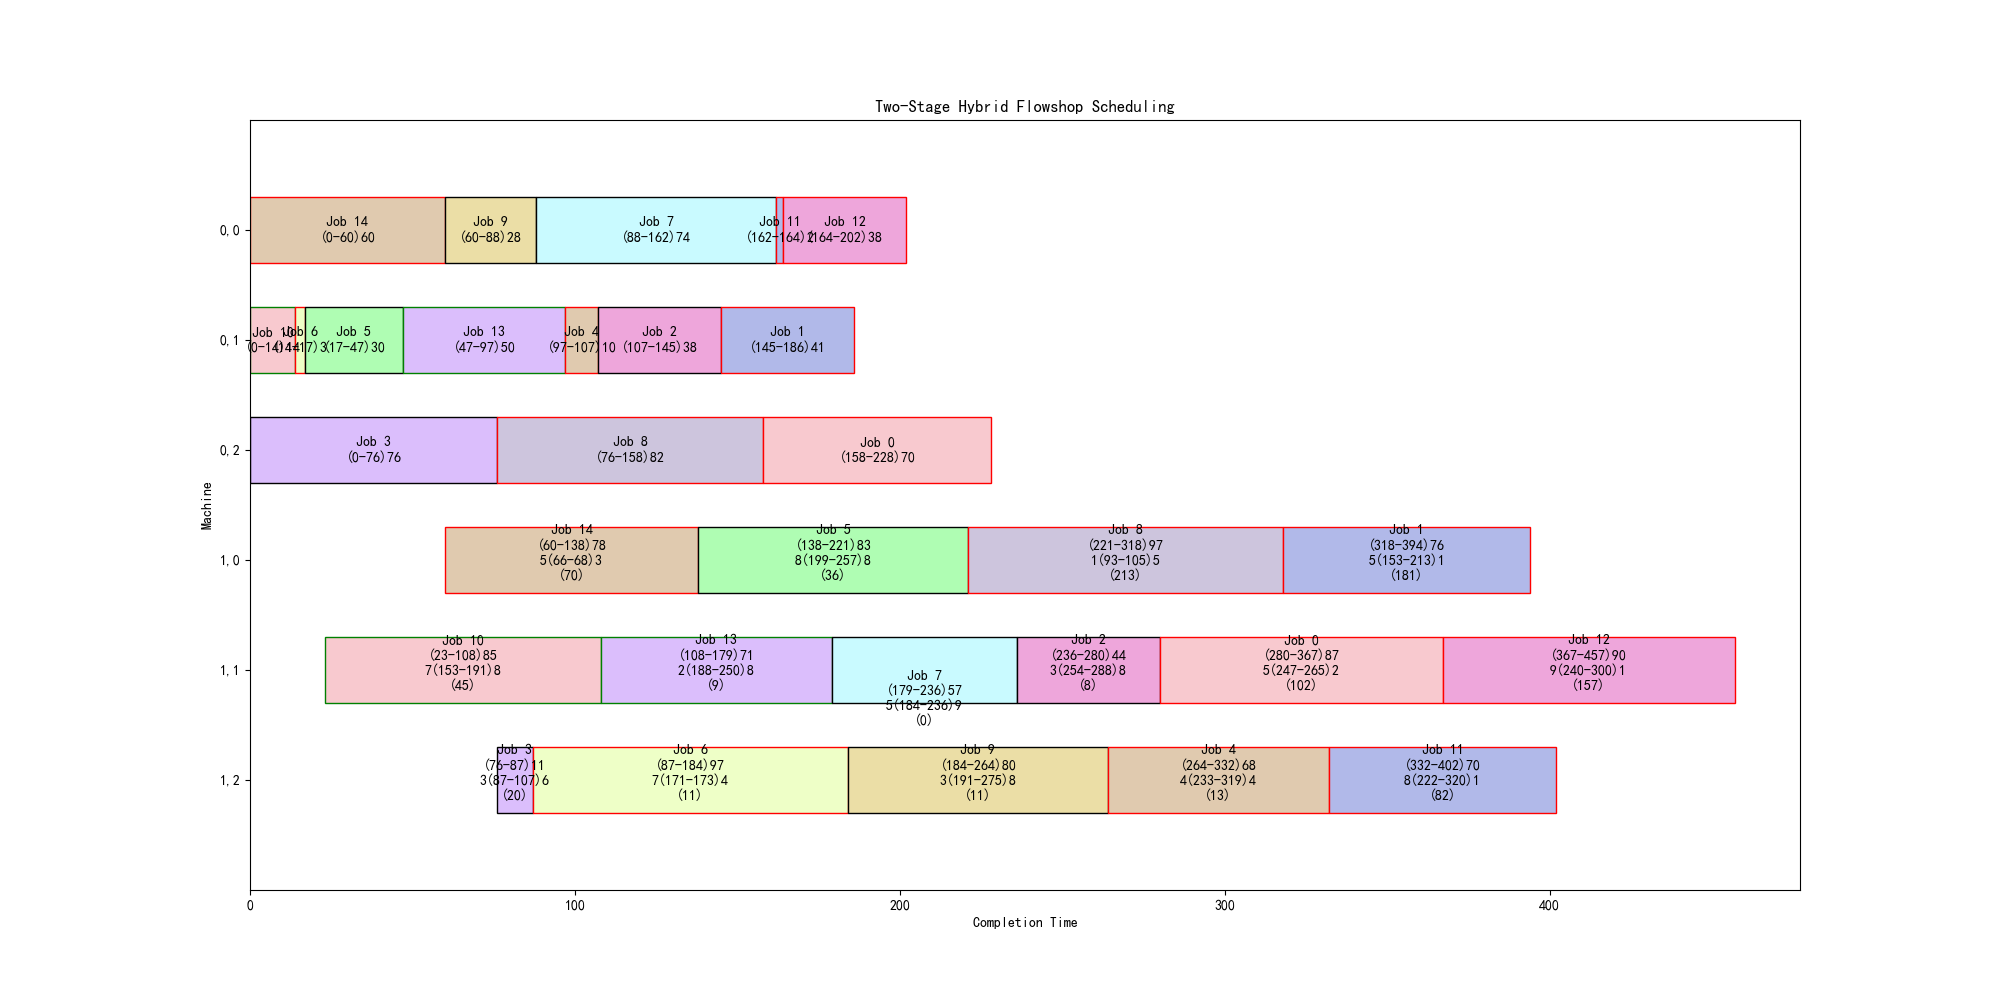 Two-Stage Hybrid Flowshop Scheduling
0,0
Job 14
(0-60)60
Job 9
(60-88)28
Job 7
(88-162)74
Job 11
(162-164)2
Job 12
(164-202)38
0,1
Job 10
(0-14)14
Job 6
(14-17)3
Job 5
(17-47)30
Job 13
(47-97)50
Job 4
(97-107)10
Job 2
(107-145)38
Job 1
(145-186)41
0,2
Job 3
(0-76)76
Job 8
(76-158)82
Job 0
(158-228)70
Machine
1,0
Job 14
(60-138)78
5(66-68)3
(70)
Job 5
(138-221)83
8(199-257)8
(36)
Job 8
(221-318)97
1(93-105)5
(213)
Job 1
(318-394)76
5(153-213)1
(181)
1,1
Job 10
(23-108)85
7(153-191)8
(45)
Job 13
(108-179)71
2(188-250)8
(9)
Job 7
(179-236)57
5(184-236)9
(0)
Job 2
(236-280)44
3(254-288)8
(8)
Job 0
(280-367)87
5(247-265)2
(102)
Job 12
(367-457)90
9(240-300)1
(157)
1,2
Job 3
(76-87)11
3(87-107)6
(20)
Job 6
(87-184)97
7(171-173)4
(11)
Job 9
(184-264)80
3(191-275)8
(11)
Job 4
(264-332)68
4(233-319)4
(13)
Job 11
(332-402)70
8(222-320)1
(82)
0
100
200
300
400
Completion Time